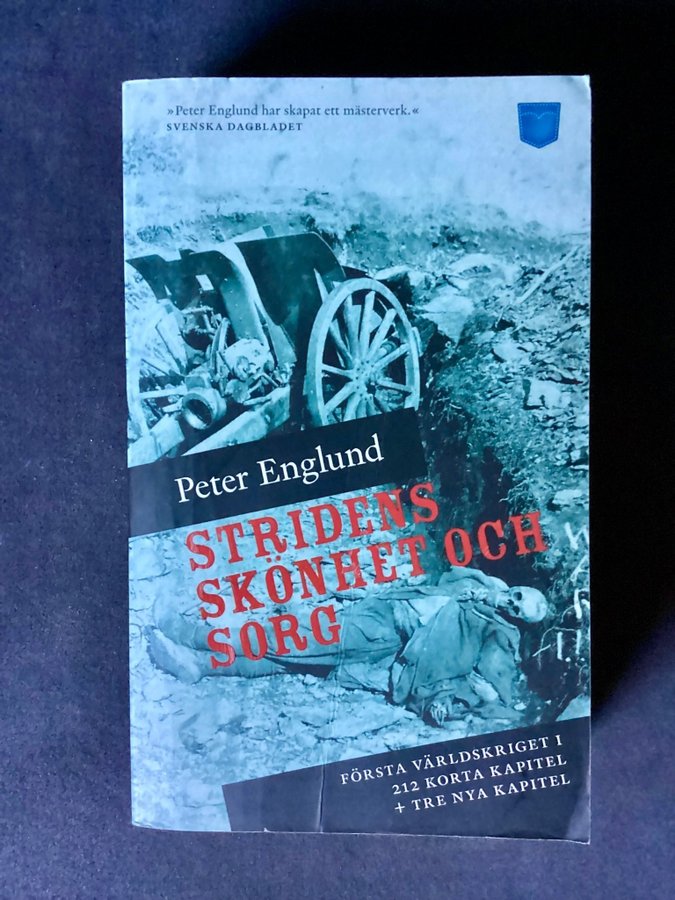 »Peter Englund har skapat ett mästerverk.«
SVENSKA DAGBLADET
Peter Englund
STRIDENS
SKÖNHET OCH
SORG
FÖRSTA VÄRLDSKRIGET I
212 KORTA KAPITEL
+ TRE NYA KAPITEL